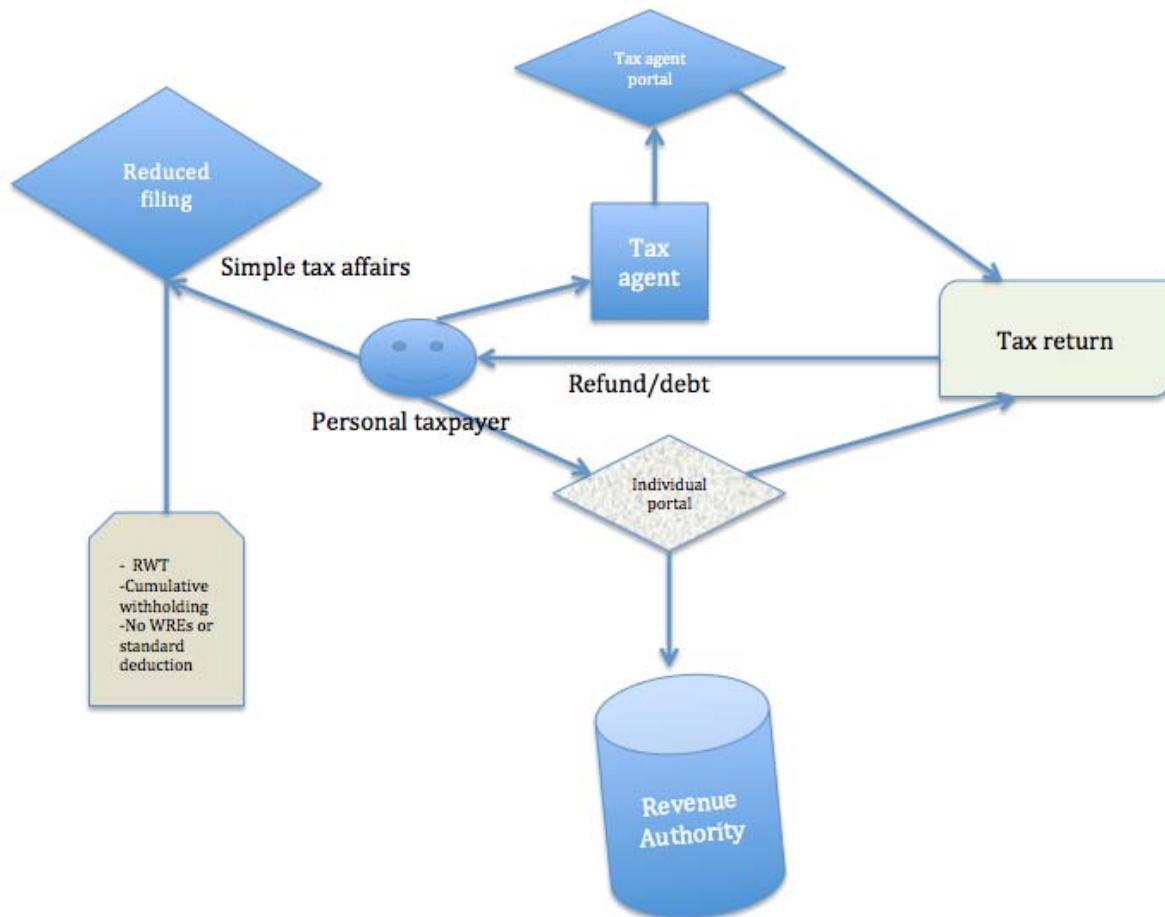 Tax agent
portal
Reduced
filing
Simple tax affairs
Tax
agent
Tax return
Refund/debt
Personal taxpayer
Individual
portal
- RWT
-Cumulative
withholding
-No WREs or
standard
deduction
Revenue
Authority